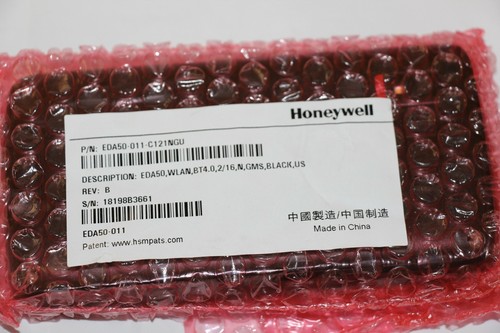 Honeywell
P/N: EDA50-011-C121NGU
DESCRIPTION: EDA50,WLAN,BT4.0,2/16,N,GMS,BLACK,US
REV: B
S/N: 18198B3661
EDA50-011
Patent: www.hsmpats.com
中國製造/中国制造
Made in China